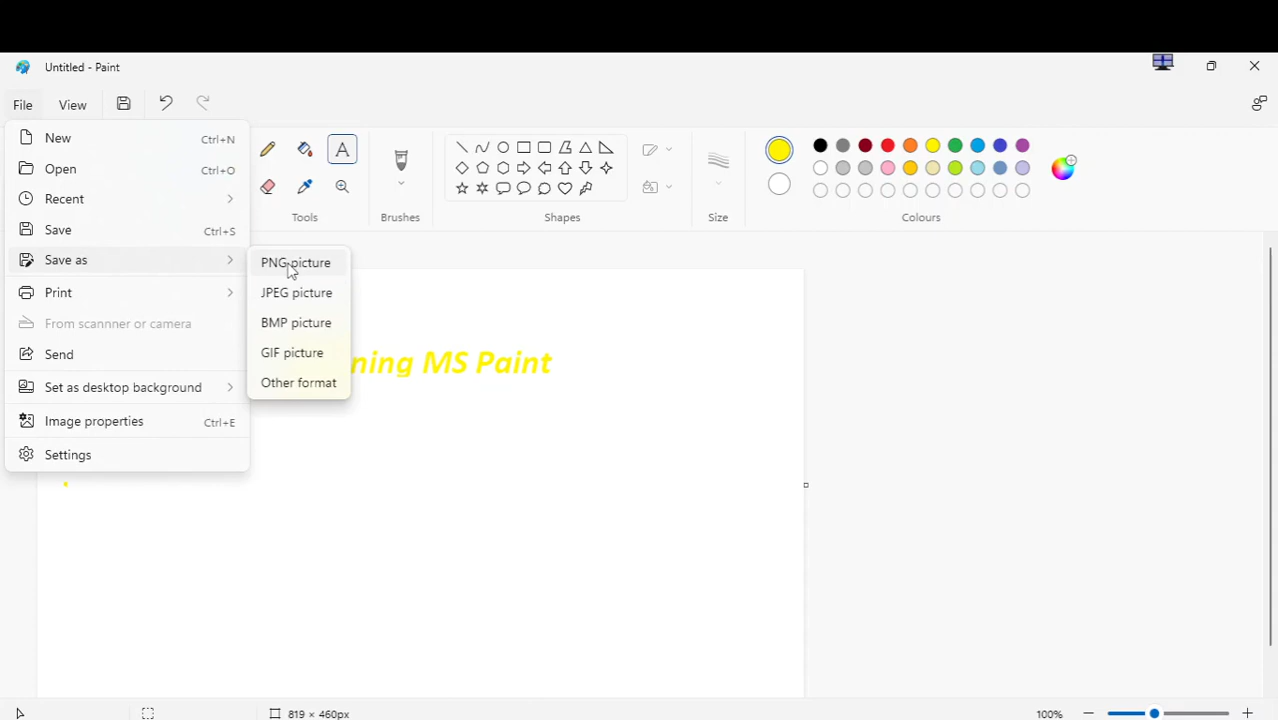 Untitled - Paint
File View
New Ctrl+N
Open Ctrl+O
Recent
Save Ctrl+S
Save as
Print
From scannner or camera
Send
Set as desktop background
Image properties Ctrl+E
Settings
PNG picture
JPEG picture
BMP picture
GIF picture
Other format
A
Tools Brushes Shapes Size Colours
ning MS Paint
819 × 460px 100%